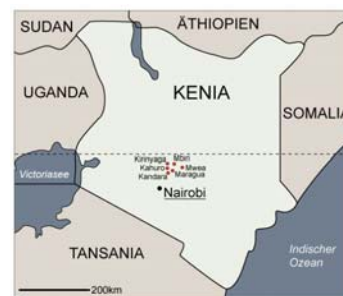 SUDAN
ÄTHIOPIEN
UGANDA
KENIA
SOMALIA
Kirinyaga Mbiri
Kahuro Mwea
Kandara Maragua
Victoriasee
Nairobi
TANSANIA
Indischer
Ozean
200km